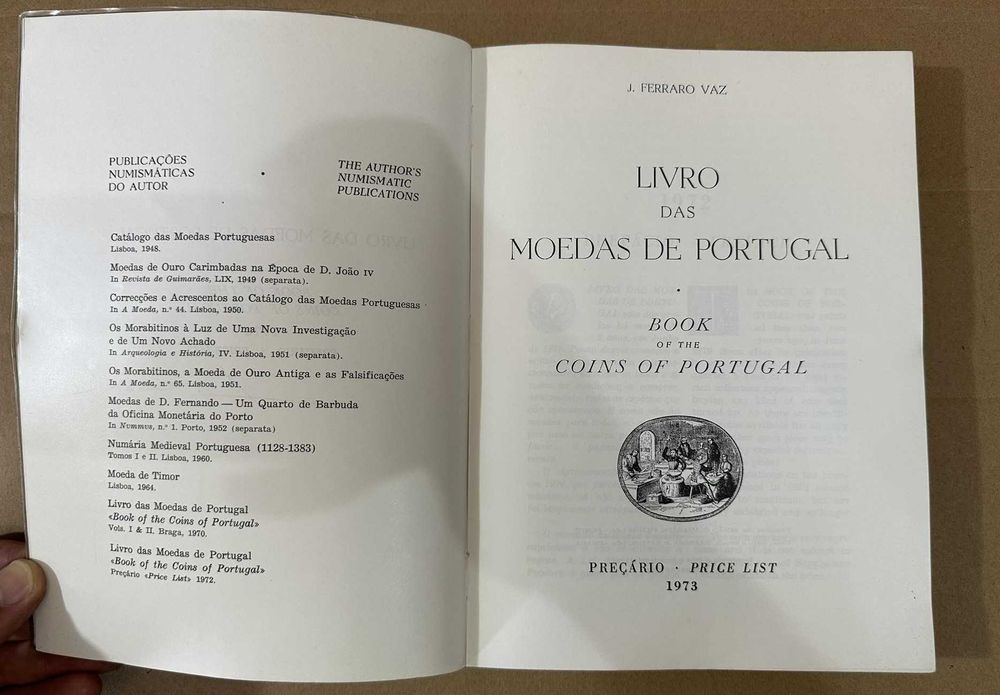 PUBLICAÇÕES
NUMISMÁTICAS
DO AUTOR
•
THE AUTHOR'S
NUMISMATIC
PUBLICATIONS
Catálogo das Moedas Portuguesas
Lisboa, 1948.
Moedas de Ouro Carimbadas na Época de D. João IV
In Revista de Guimarães, LIX, 1949 (separata).
Correcções e Acrescentos ao Catálogo das Moedas Portuguesas
In A Moeda, n.º 44. Lisboa, 1950.
Os Morabitinos à Luz de Uma Nova Investigação
e de Um Novo Achado
In Arqueologia e História, IV. Lisboa, 1951 (separata).
Os Morabitinos, a Moeda de Ouro Antiga e as Falsificações
In A Moeda, n.º 65. Lisboa, 1951.
Moedas de D. Fernando — Um Quarto de Barbuda
da Oficina Monetária do Porto
In Nvmmvs, n.º 1. Porto, 1952 (separata)
Numária Medieval Portuguesa (1128-1383)
Tomos I e II. Lisboa, 1960.
Moeda de Timor
Lisboa, 1964.
Livro das Moedas de Portugal
«Book of the Coins of Portugal»
Vols. I & II. Braga, 1970.
Livro das Moedas de Portugal
«Book of the Coins of Portugal»
Preçário «Price List» 1972.
J. FERRARO VAZ
LIVRO
DAS
MOEDAS DE PORTUGAL
•
BOOK
OF THE
COINS OF PORTUGAL
PREÇÁRIO · PRICE LIST
1973